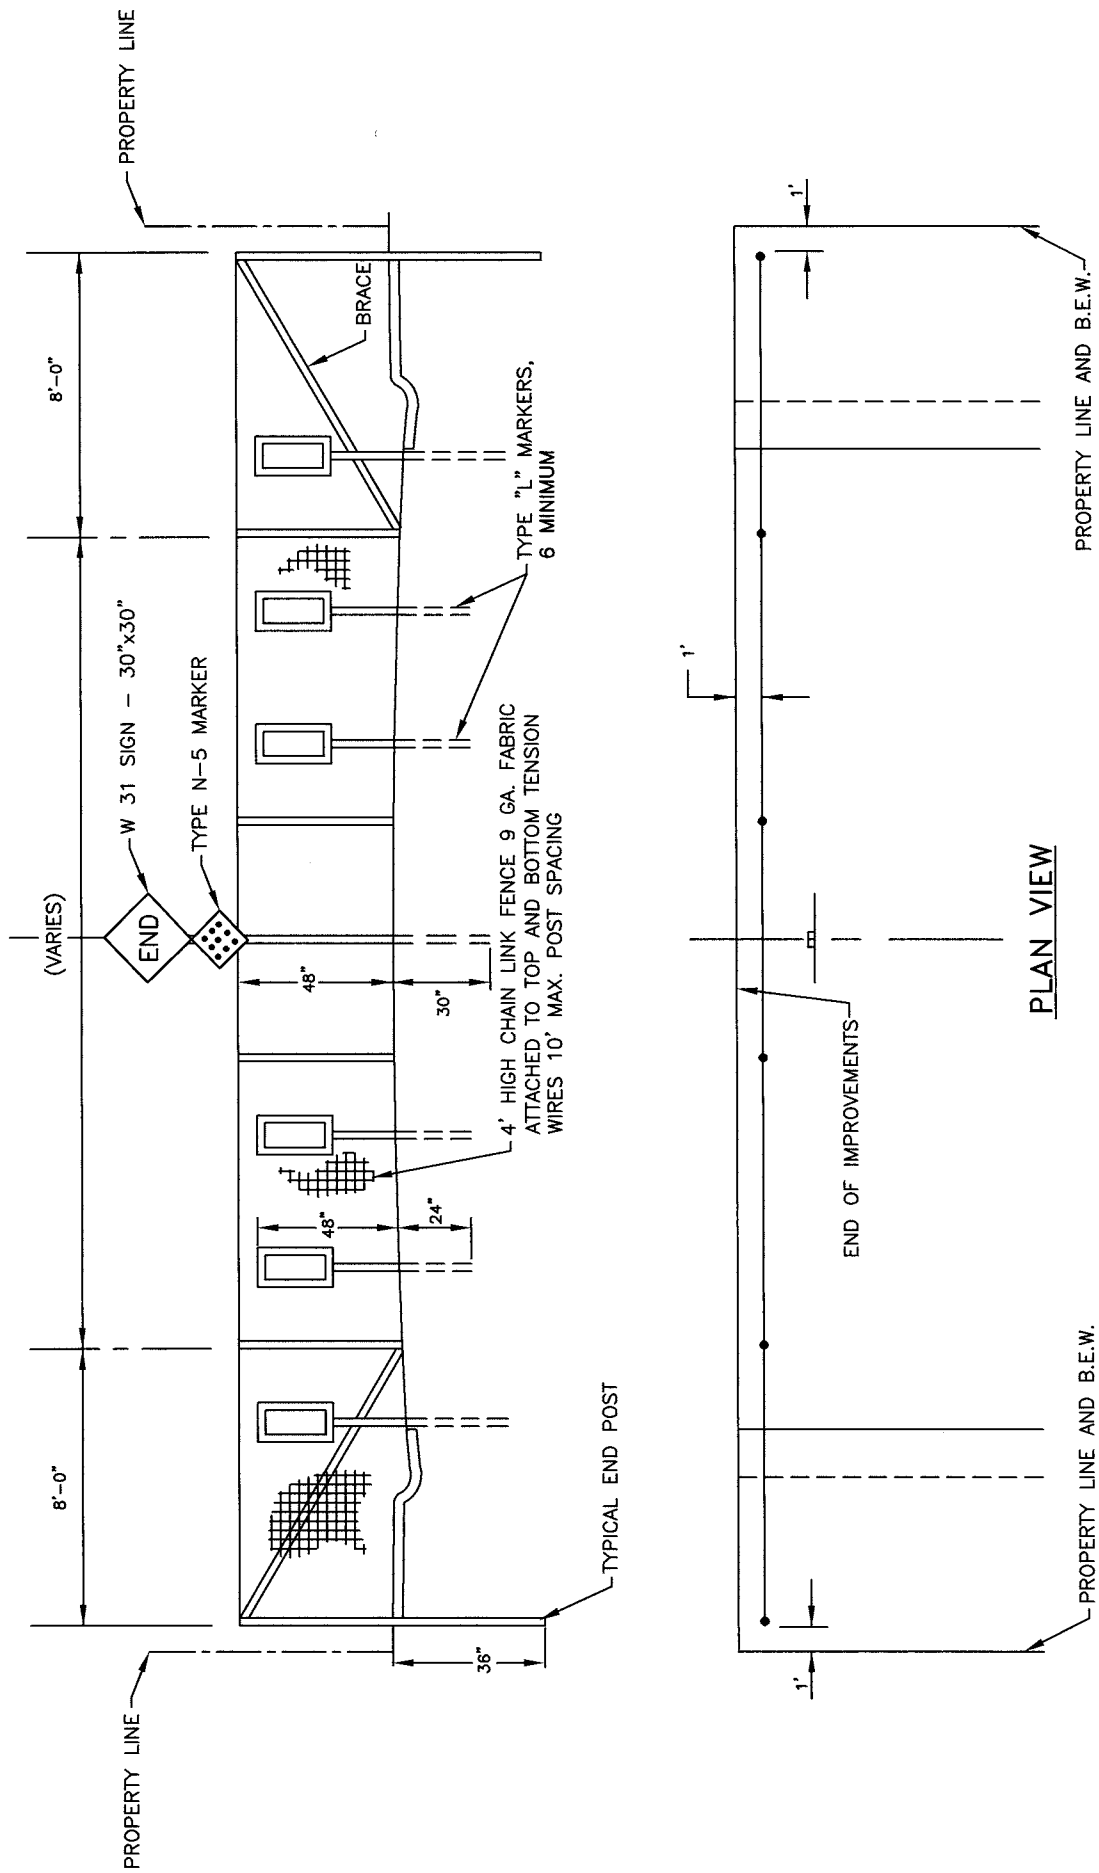 (VARIES)
8'-0"
8'-0"
PROPERTY LINE
W 31 SIGN – 30"x30"
END
TYPE N-5 MARKER
PROPERTY LINE
48"
30"
48"
24"
36"
BRACE
TYPE "L" MARKERS,
6 MINIMUM
4' HIGH CHAIN LINK FENCE 9 GA. FABRIC
ATTACHED TO TOP AND BOTTOM TENSION
WIRES 10' MAX. POST SPACING
TYPICAL END POST
1'
1'
1'
END OF IMPROVEMENTS
PROPERTY LINE AND B.E.W.
PROPERTY LINE AND B.E.W.
PLAN VIEW